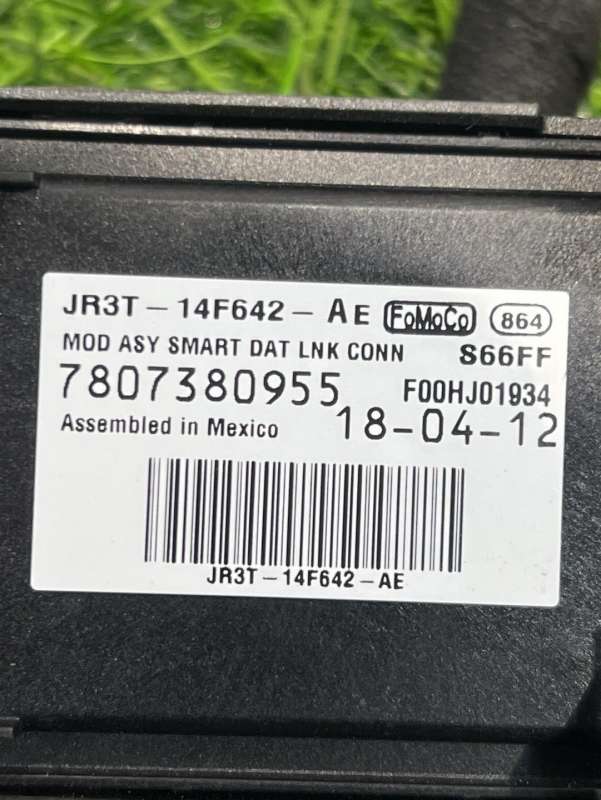 JR3T-14F642-AE FoMoCo 864
MOD ASY SMART DAT LNK CONN S66FF
7807380955 F00HJ01934
Assembled in Mexico 18-04-12
JR3T-14F642-AE